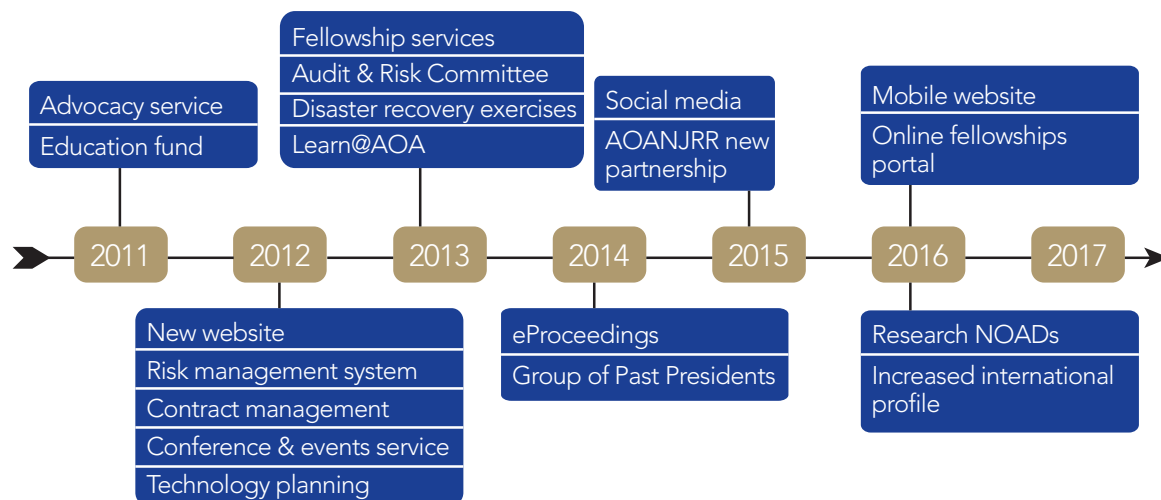 Fellowship services
Audit & Risk Committee
Disaster recovery exercises
Learn@AOA
Advocacy service
Education fund
Social media
AOANJRR new
partnership
Mobile website
Online fellowships
portal
2011
2012
2013
2014
2015
2016
2017
New website
Risk management system
Contract management
Conference & events service
Technology planning
eProceedings
Group of Past Presidents
Research NOADs
Increased international
profile